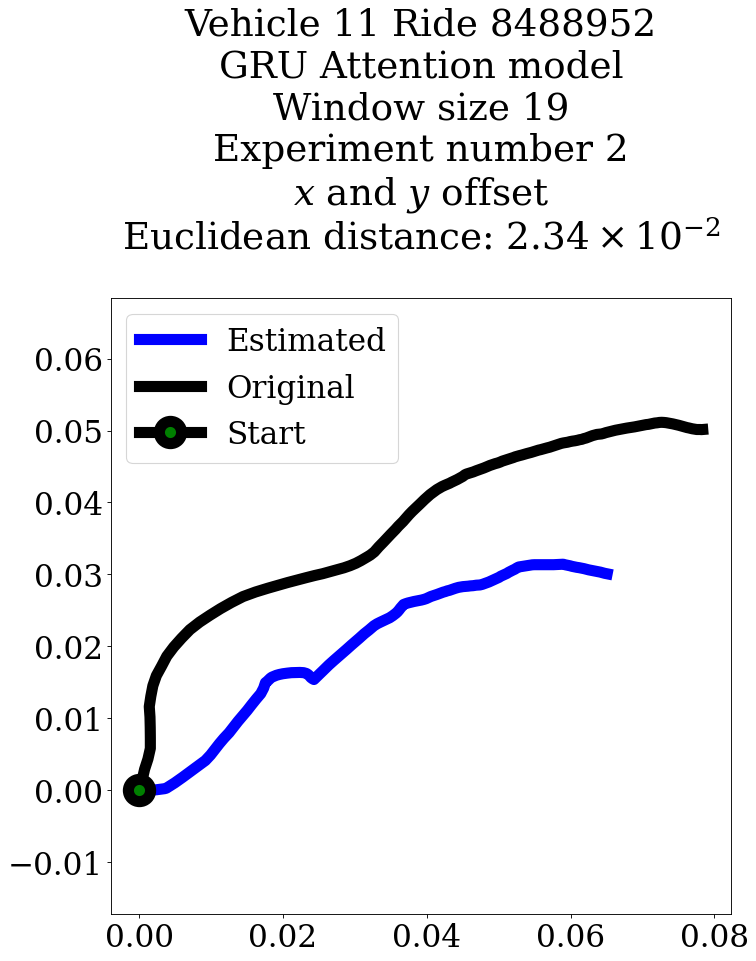 Vehicle 11 Ride 8488952
GRU Attention model
Window size 19
Experiment number 2
x and y offset
Euclidean distance: 2.34 × 10⁻²
Estimated
Original
Start
0.06
0.05
0.04
0.03
0.02
0.01
0.00
−0.01
0.00 0.02 0.04 0.06 0.08